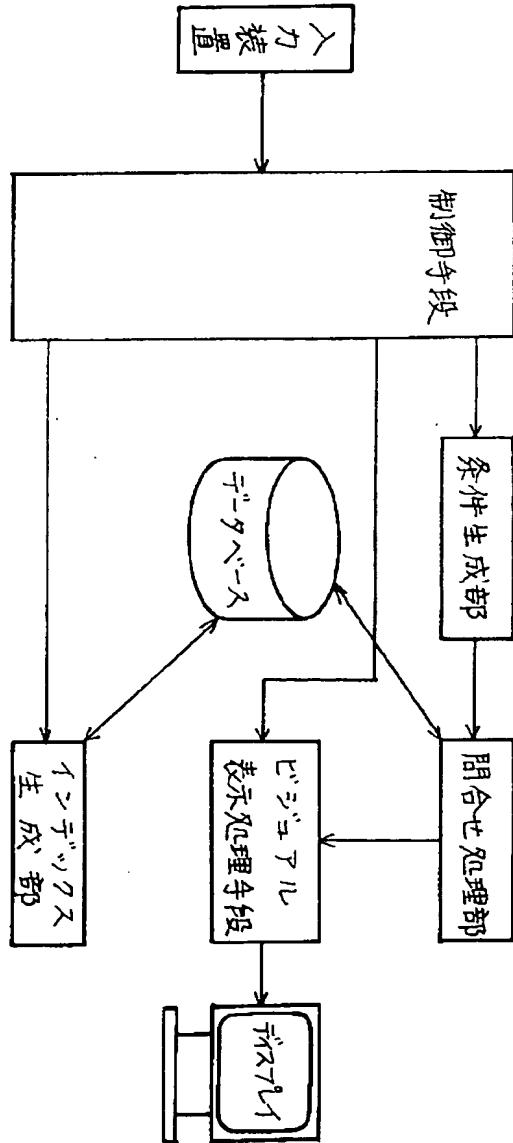 入力
装置
制御手段
条件生成部
問合せ処理部
データベース
ビジュアル
表示処理手段
ディスプレイ
インデックス
生成部